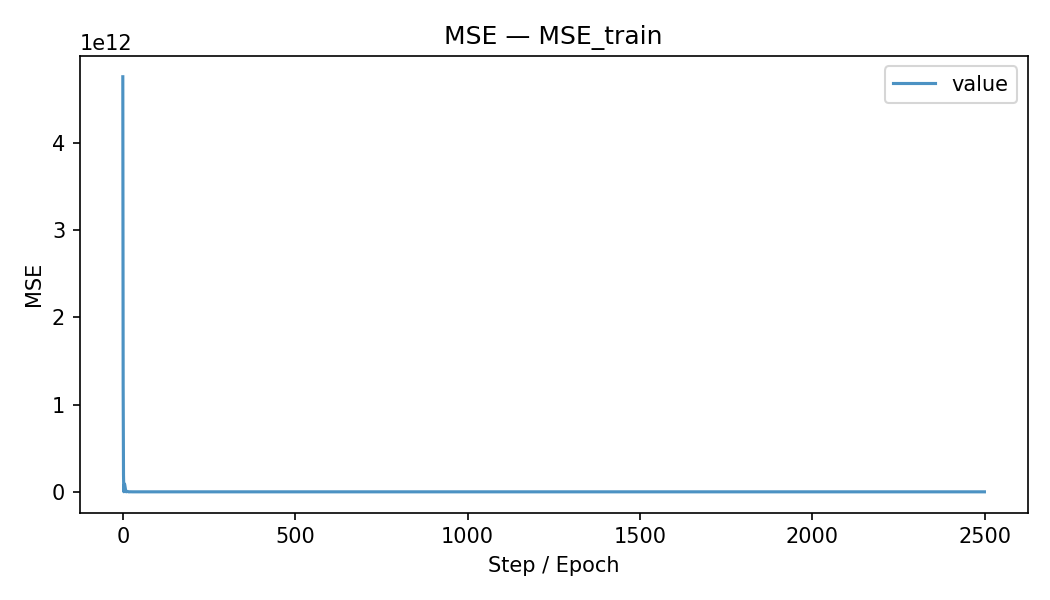 MSE — MSE_train
1e12
value
4
3
2
1
0
MSE
0 500 1000 1500 2000 2500
Step / Epoch